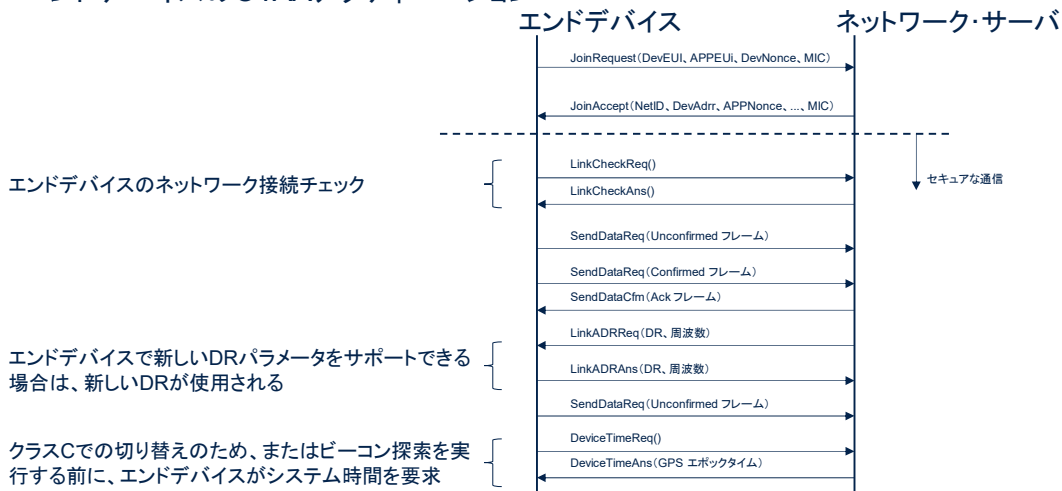 エンドデバイス
ネットワーク・サーバ
JoinRequest(DevEUI、APPEUi、DevNonce、MIC)
JoinAccept(NetID、DevAdrr、APPNonce、...、MIC)
エンドデバイスのネットワーク接続チェック
LinkCheckReq()
LinkCheckAns()
セキュアな通信
SendDataReq(Unconfirmed フレーム)
SendDataReq(Confirmed フレーム)
SendDataCfm(Ack フレーム)
エンドデバイスで新しいDRパラメータをサポートできる
場合は、新しいDRが使用される
LinkADRReq(DR、周波数)
LinkADRAns(DR、周波数)
SendDataReq(Unconfirmed フレーム)
クラスCでの切り替えのため、またはビーコン探索を実
行する前に、エンドデバイスがシステム時間を要求
DeviceTimeReq()
DeviceTimeAns(GPS エポックタイム)